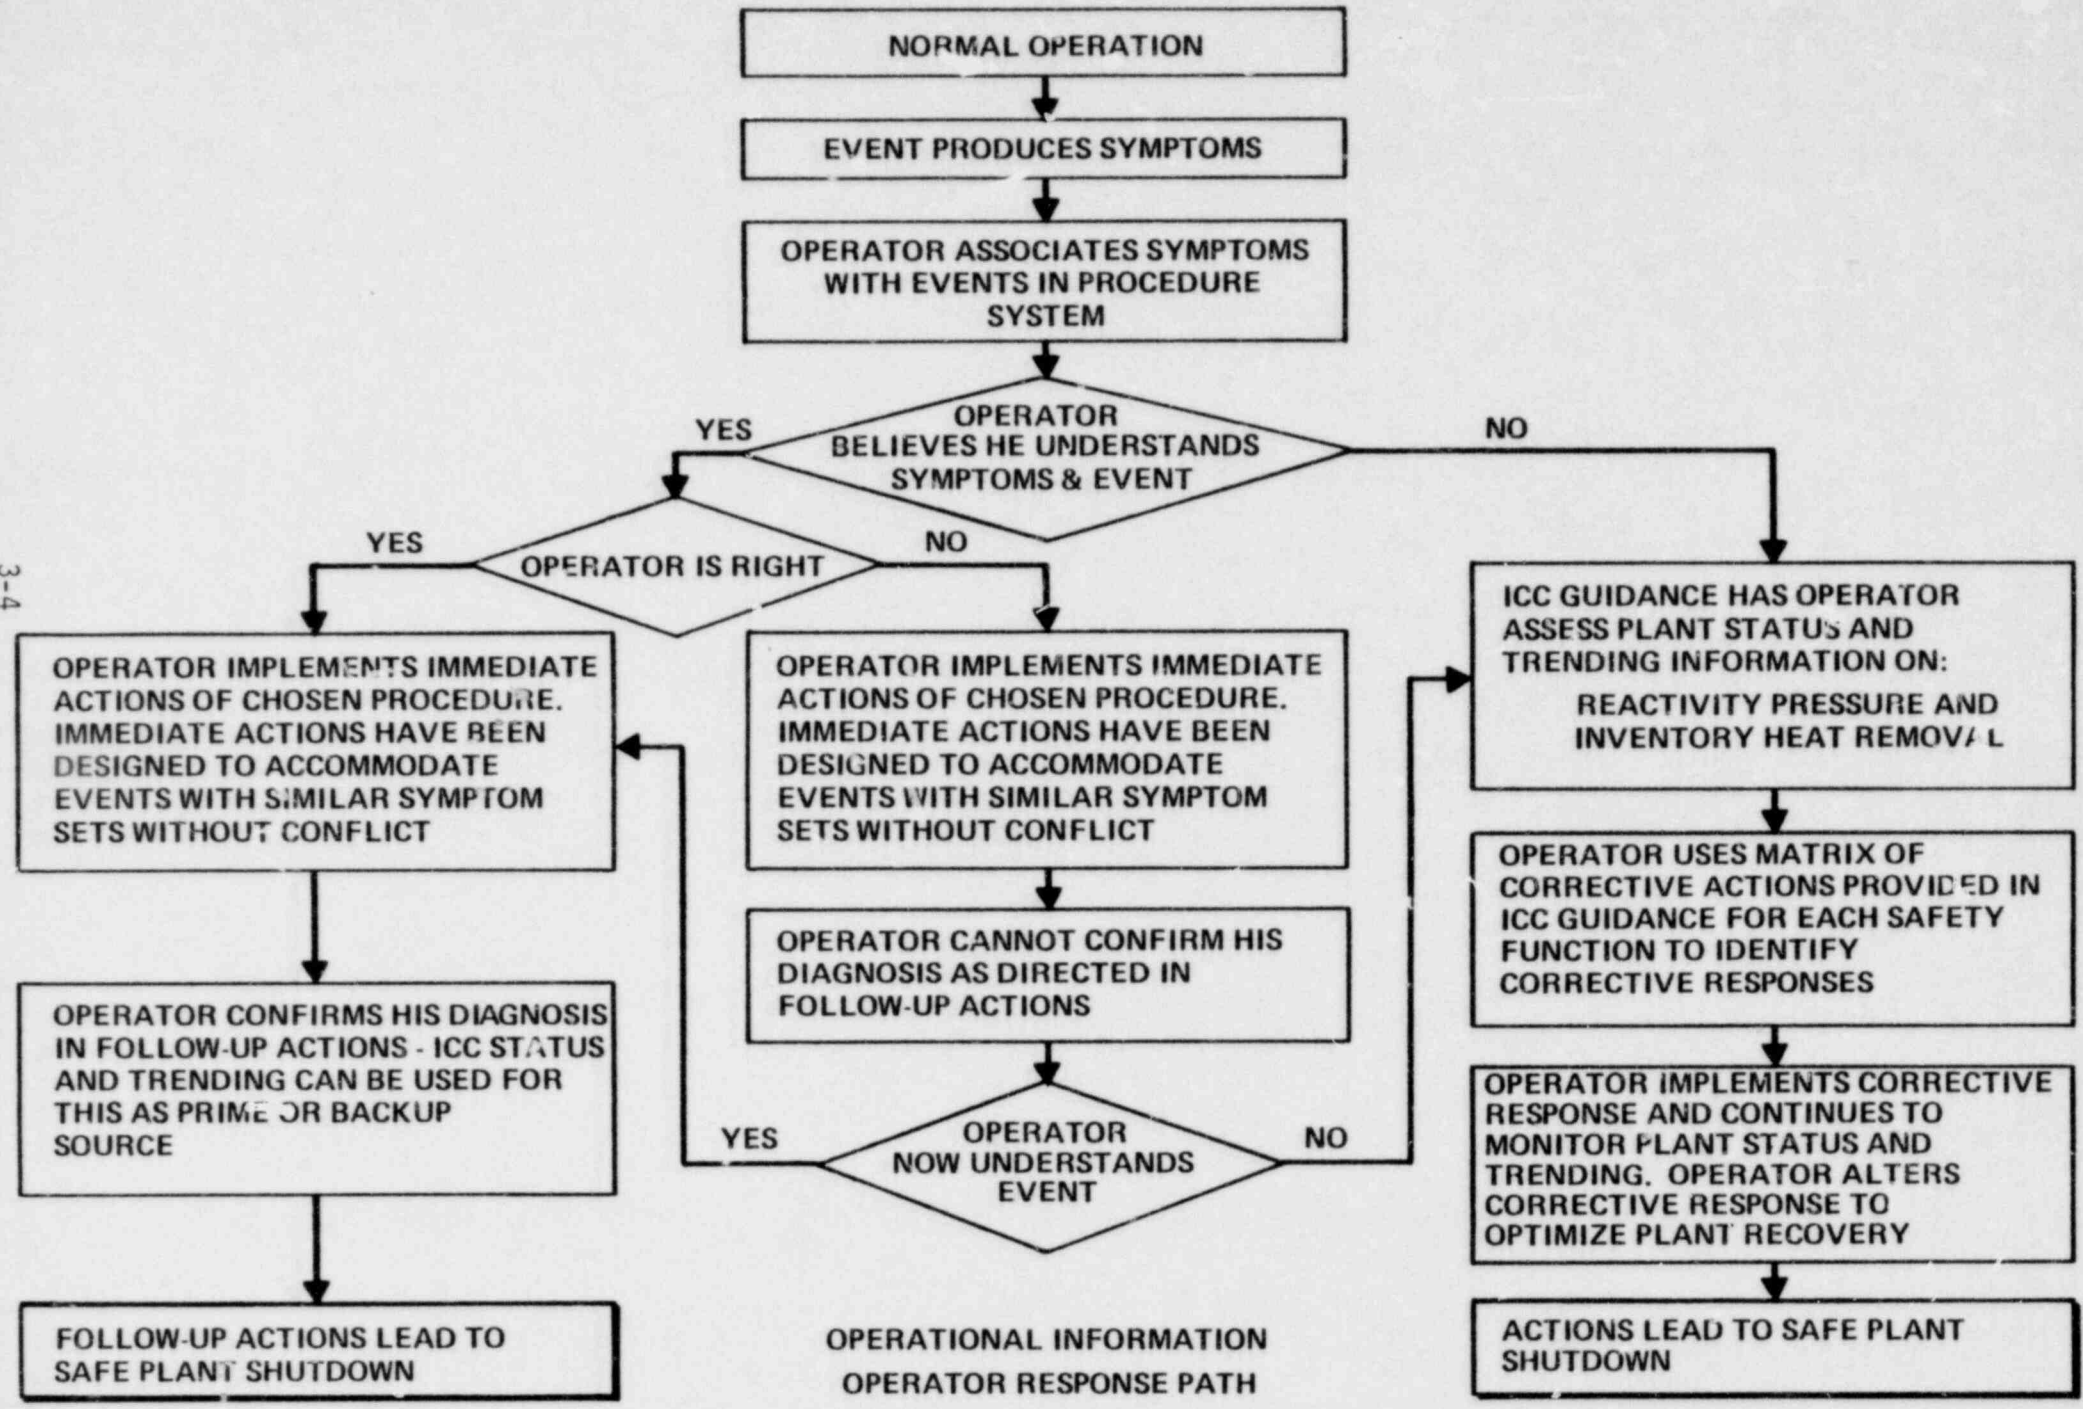 NORMAL OPERATION
EVENT PRODUCES SYMPTOMS
OPERATOR ASSOCIATES SYMPTOMS
WITH EVENTS IN PROCEDURE
SYSTEM
YES
OPERATOR
BELIEVES HE UNDERSTANDS
SYMPTOMS & EVENT
NO
YES
OPERATOR IS RIGHT
NO
3-4
OPERATOR IMPLEMENTS IMMEDIATE
ACTIONS OF CHOSEN PROCEDURE.
IMMEDIATE ACTIONS HAVE BEEN
DESIGNED TO ACCOMMODATE
EVENTS WITH SIMILAR SYMPTOM
SETS WITHOUT CONFLICT
OPERATOR CONFIRMS HIS DIAGNOSIS
IN FOLLOW-UP ACTIONS - ICC STATUS
AND TRENDING CAN BE USED FOR
THIS AS PRIME OR BACKUP
SOURCE
FOLLOW-UP ACTIONS LEAD TO
SAFE PLANT SHUTDOWN
OPERATOR IMPLEMENTS IMMEDIATE
ACTIONS OF CHOSEN PROCEDURE.
IMMEDIATE ACTIONS HAVE BEEN
DESIGNED TO ACCOMMODATE
EVENTS WITH SIMILAR SYMPTOM
SETS WITHOUT CONFLICT
OPERATOR CANNOT CONFIRM HIS
DIAGNOSIS AS DIRECTED IN
FOLLOW-UP ACTIONS
YES
OPERATOR
NOW UNDERSTANDS
EVENT
NO
ICC GUIDANCE HAS OPERATOR
ASSESS PLANT STATUS AND
TRENDING INFORMATION ON:
REACTIVITY PRESSURE AND
INVENTORY HEAT REMOVAL
OPERATOR USES MATRIX OF
CORRECTIVE ACTIONS PROVIDED IN
ICC GUIDANCE FOR EACH SAFETY
FUNCTION TO IDENTIFY
CORRECTIVE RESPONSES
OPERATOR IMPLEMENTS CORRECTIVE
RESPONSE AND CONTINUES TO
MONITOR PLANT STATUS AND
TRENDING. OPERATOR ALTERS
CORRECTIVE RESPONSE TO
OPTIMIZE PLANT RECOVERY
ACTIONS LEAD TO SAFE PLANT
SHUTDOWN
OPERATIONAL INFORMATION
OPERATOR RESPONSE PATH